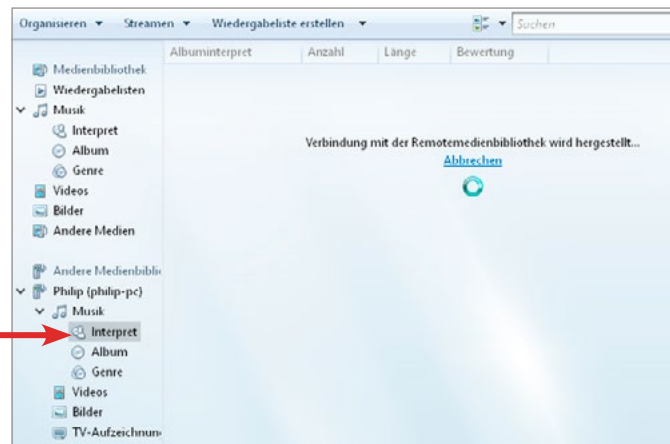 Organisieren Streamen Wiedergabeliste erstellen Suchen
Albuminterpret Anzahl Länge Bewertung
Medienbibliothek
Wiedergabelisten
Musik
Interpret
Album
Genre
Videos
Bilder
Andere Medien
Andere Medienbibli
Philip (philip-pc)
Musik
Interpret
Album
Genre
Videos
Bilder
TV-Aufzeichnun
Verbindung mit der Remotemedienbibliothek wird hergestellt...
Abbrechen